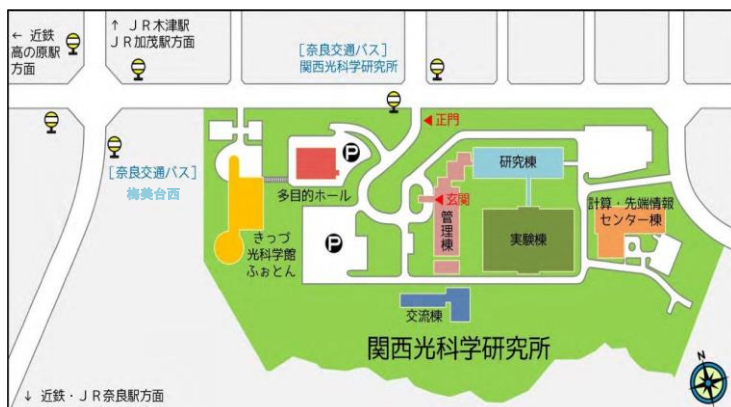 ← 近鉄
高の原駅
方面
↑ JR木津駅
JR加茂駅方面
[奈良交通バス]
関西光科学研究所
◀正門
[奈良交通バス]
梅美台西
P
多目的ホール
研究棟
◀玄関
管理棟
実験棟
計算・先端情報
センター棟
きっづ
光科学館
ふぉとん
P
交流棟
関西光科学研究所
N
↓ 近鉄・JR奈良駅方面